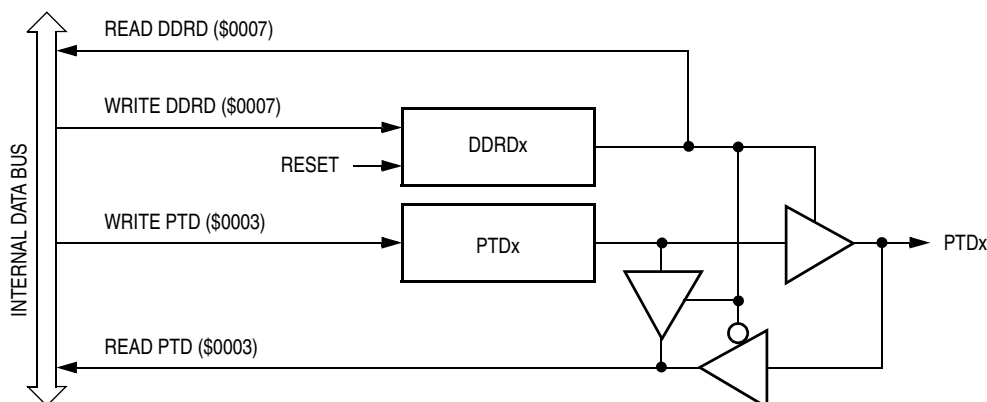 READ DDRD ($0007)
WRITE DDRD ($0007)
DDRDx
RESET
INTERNAL DATA BUS
WRITE PTD ($0003)
PTDx
PTDx
READ PTD ($0003)